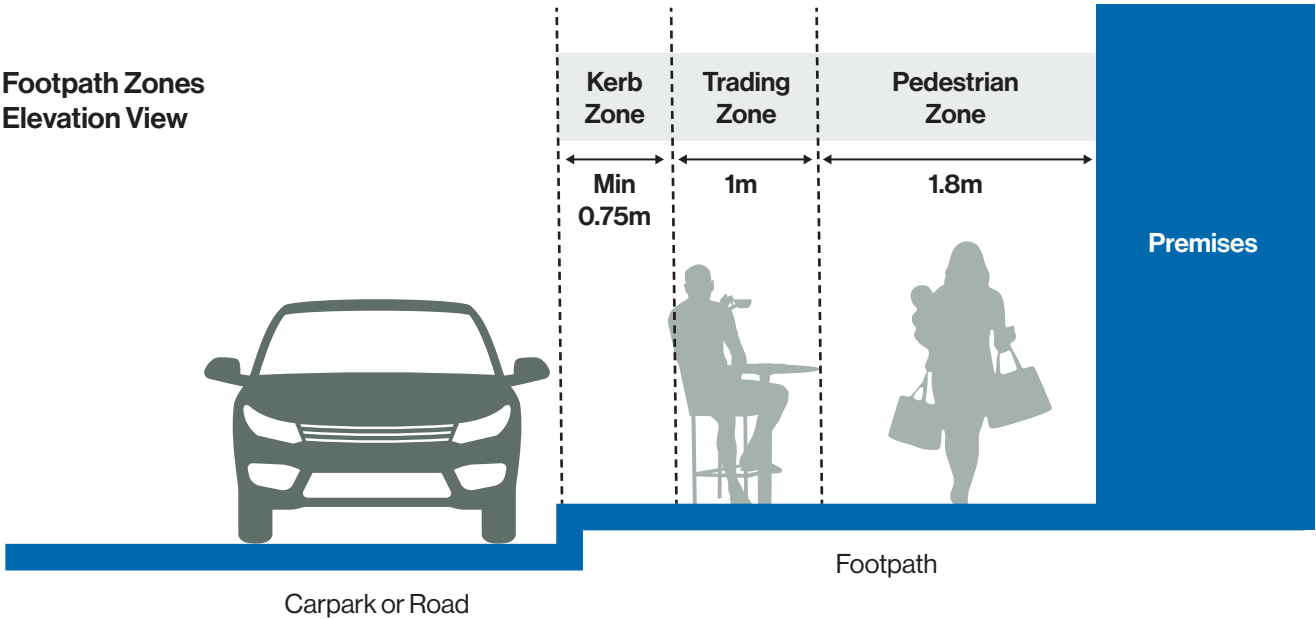 Footpath Zones
Elevation View
Kerb
Zone
Trading
Zone
Pedestrian
Zone
Min
0.75m
1m
1.8m
Premises
Footpath
Carpark or Road